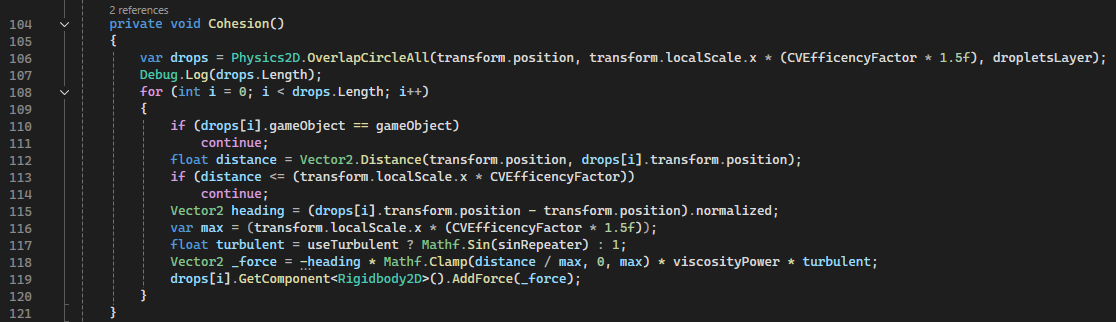 2 references
104 private void Cohesion()
105 {
106 var drops = Physics2D.OverlapCircleAll(transform.position, transform.localScale.x * (CVEfficencyFactor * 1.5f), dropletsLayer);
107 Debug.Log(drops.Length);
108 for (int i = 0; i < drops.Length; i++)
109 {
110 if (drops[i].gameObject == gameObject)
111 continue;
112 float distance = Vector2.Distance(transform.position, drops[i].transform.position);
113 if (distance <= (transform.localScale.x * CVEfficencyFactor))
114 continue;
115 Vector2 heading = (drops[i].transform.position - transform.position).normalized;
116 var max = (transform.localScale.x * (CVEfficencyFactor * 1.5f));
117 float turbulent = useTurbulent ? Mathf.Sin(sinRepeater) : 1;
118 Vector2 _force = -heading * Mathf.Clamp(distance / max, 0, max) * viscosityPower * turbulent;
119 drops[i].GetComponent<Rigidbody2D>().AddForce(_force);
120 }
121 }